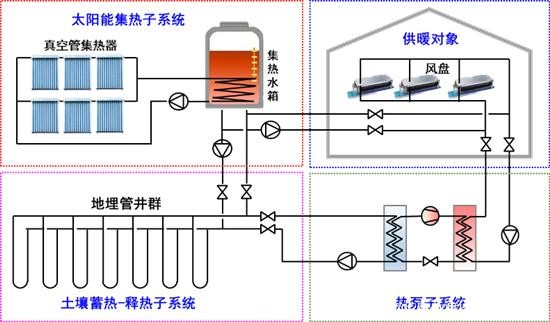 太阳能集热子系统
真空管集热器
集热水箱
供暖对象
风盘
地埋管井群
土壤蓄热-释热子系统
热泵子系统